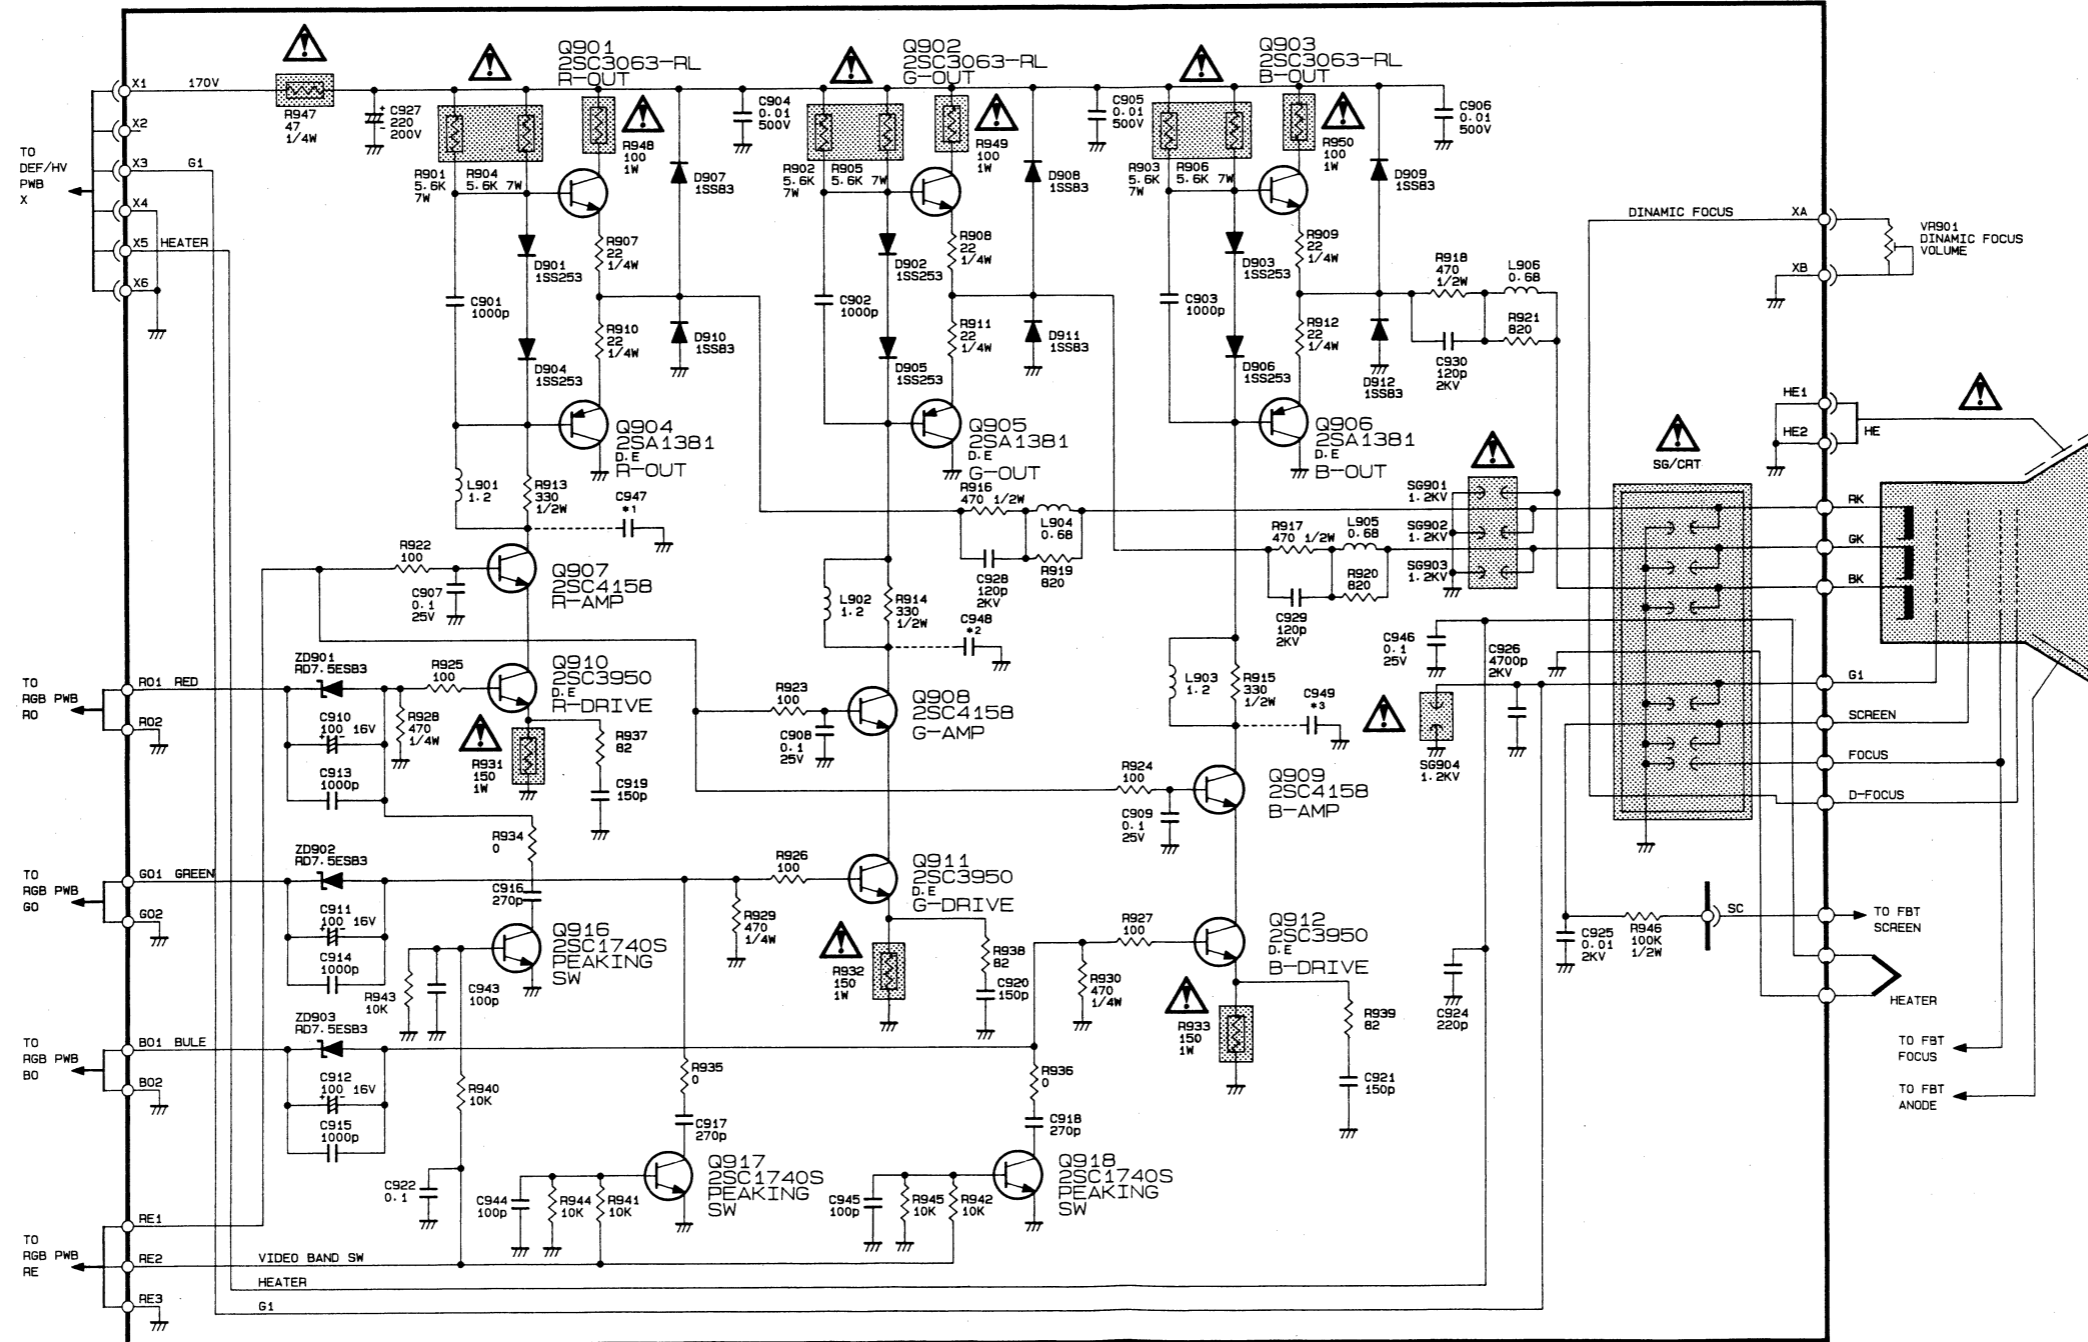 Q901
2SC3063-RL
R-OUT
Q902
2SC3063-RL
G-OUT
Q903
2SC3063-RL
B-OUT
X1
170V
R947
47
1/4W
+
-
C927
220
200V
R948
100
1W
C904
0.01
500V
R949
100
1W
C905
0.01
500V
R950
100
1W
C906
0.01
500V
X2
TO
DEF/HV
PWB
X
X3
G1
X4
X5
HEATER
X6
R901
5.6K
7W
R904
5.6K 7W
D907
1SS83
R902
5.6K
7W
R905
5.6K 7W
D908
1SS83
R903
5.6K
7W
R906
5.6K 7W
D909
1SS83
R907
22
1/4W
D901
1SS253
R908
22
1/4W
D902
1SS253
R909
22
1/4W
D903
1SS253
C901
1000p
R910
22
1/4W
D910
1SS83
D904
1SS253
C902
1000p
R911
22
1/4W
D911
1SS83
D905
1SS253
C903
1000p
R912
22
1/4W
D906
1SS253
D912
1SS83
R918
470
1/2W
L906
0.68
R921
820
C930
120p
2KV
DINAMIC FOCUS
XA
XB
VR901
DINAMIC FOCUS
VOLUME
HE1
HE2
HE
Q904
2SA1381
D.E
R-OUT
Q905
2SA1381
D.E
G-OUT
Q906
2SA1381
D.E
B-OUT
SG/CRT
L901
1.2
R913
330
1/2W
C947
*1
R916
470 1/2W
L904
0.68
C928
120p
2KV
R919
820
R917
470 1/2W
L905
0.68
C929
120p
2KV
R920
820
SG901
1.2KV
SG902
1.2KV
SG903
1.2KV
RK
GK
BK
R922
100
C907
0.1
25V
Q907
2SC4158
R-AMP
L902
1.2
R914
330
1/2W
C948
*2
L903
1.2
R915
330
1/2W
C949
*3
C946
0.1
25V
C926
4700p
2KV
SG904
1.2KV
G1
SCREEN
FOCUS
D-FOCUS
TO
RGB PWB
RO
RO1
RED
RO2
ZD901
RD7.5ESB3
C910
100 16V
+
-
C913
1000p
R925
100
R928
470
1/4W
Q910
2SC3950
D.E
R-DRIVE
R931
150
1W
R937
82
C919
150p
R923
100
C908
0.1
25V
Q908
2SC4158
G-AMP
R924
100
C909
0.1
25V
Q909
2SC4158
B-AMP
R934
0
C916
270p
TO
RGB PWB
GO
GO1
GREEN
GO2
ZD902
RD7.5ESB3
C911
100 16V
+
-
C914
1000p
R943
10K
C943
100p
Q916
2SC1740S
PEAKING
SW
R926
100
R929
470
1/4W
Q911
2SC3950
D.E
G-DRIVE
R932
150
1W
R938
82
C920
150p
R927
100
R930
470
1/4W
Q912
2SC3950
D.E
B-DRIVE
R933
150
1W
R939
82
C921
150p
C924
220p
C925
0.01
2KV
R946
100K
1/2W
SC
TO FBT
SCREEN
HEATER
TO FBT
FOCUS
TO FBT
ANODE
TO
RGB PWB
BO
BO1
BULE
BO2
ZD903
RD7.5ESB3
C912
100 16V
+
-
C915
1000p
R940
10K
R935
0
C917
270p
R936
0
C918
270p
C922
0.1
C944
100p
R944
10K
R941
10K
Q917
2SC1740S
PEAKING
SW
C945
100p
R945
10K
R942
10K
Q918
2SC1740S
PEAKING
SW
TO
RGB PWB
RE
RE1
RE2
VIDEO BAND SW
HEATER
RE3
G1